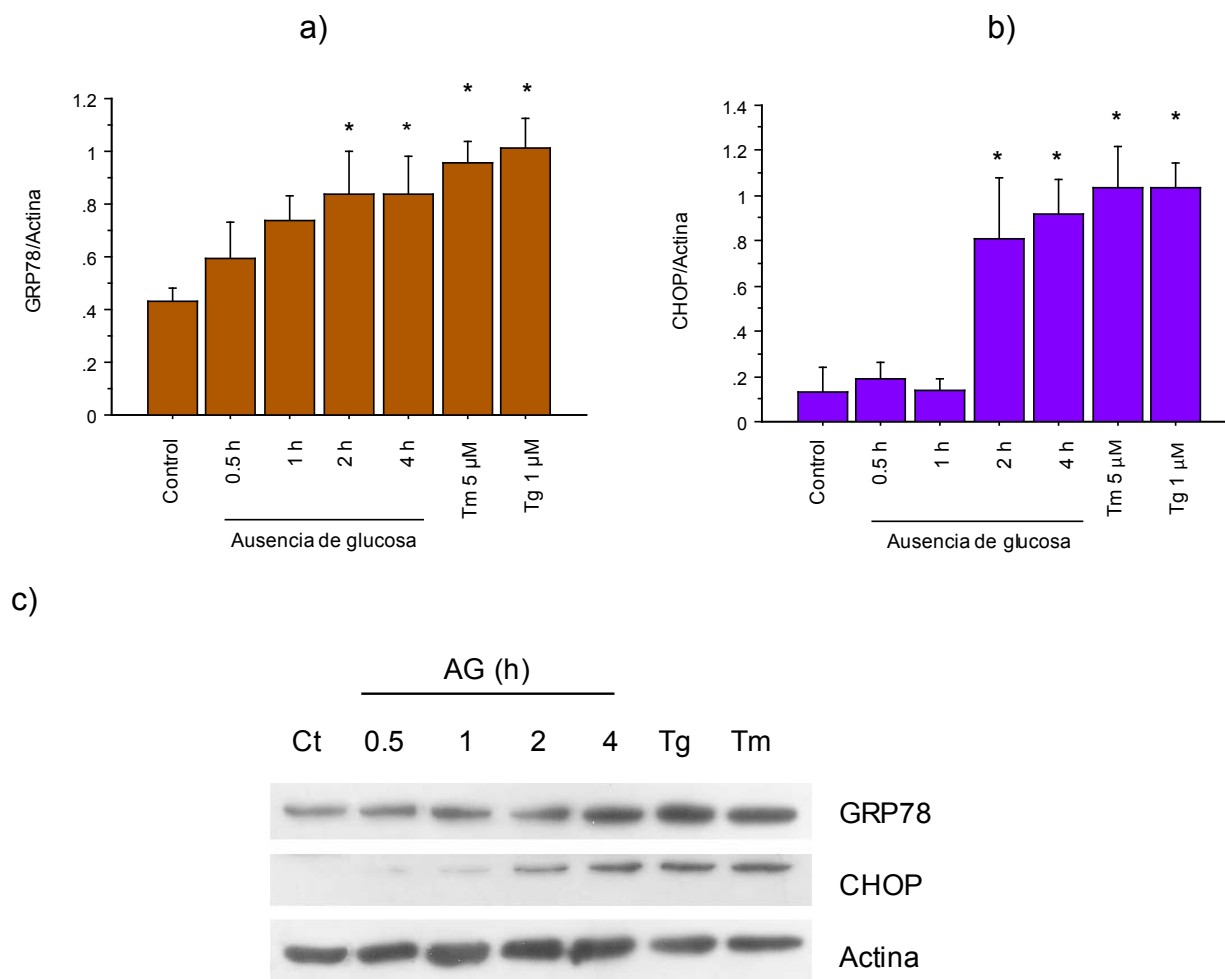 a)
GRP78/Actina
1.2
1
.8
.6
.4
.2
0
* * * *
Control
0.5 h
1 h
2 h
4 h
Tm 5 µM
Tg 1 µM
Ausencia de glucosa
b)
CHOP/Actina
1.4
1.2
1
.8
.6
.4
.2
0
* * * *
Control
0.5 h
1 h
2 h
4 h
Tm 5 µM
Tg 1 µM
Ausencia de glucosa
c)
AG (h)
Ct 0.5 1 2 4 Tg Tm
GRP78
CHOP
Actina